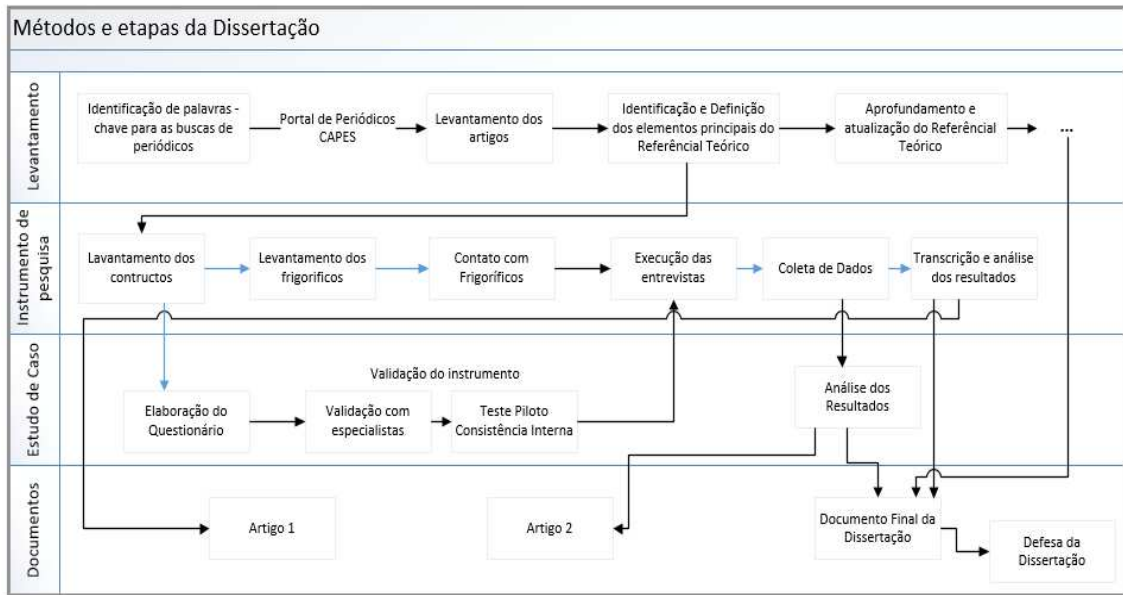 Métodos e etapas da Dissertação
Levantamento
Identificação de palavras -
chave para as buscas de
periódicos
Portal de Periódicos
CAPES
Levantamento dos
artigos
Identificação e Definição
dos elementos principais do
Referêncial Teórico
Aprofundamento e
atualização do Referêncial
Teórico
...
Instrumento de
pesquisa
Lavantamento dos
contructos
Levantamento dos
frigorificos
Contato com
Frigoríficos
Execução das
entrevistas
Coleta de Dados
Transcrição e análise
dos resultados
Estudo de Caso
Validação do instrumento
Elaboração do
Questionário
Validação com
especialistas
Teste Piloto
Consistência Interna
Análise dos
Resultados
Documentos
Artigo 1
Artigo 2
Documento Final da
Dissertação
Defesa da
Dissertação